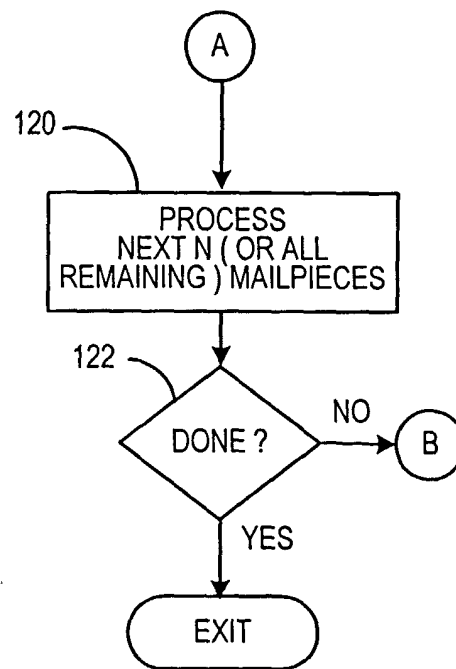 A
120
PROCESS
NEXT N ( OR ALL
REMAINING ) MAILPIECES
122
DONE ?
NO
B
YES
EXIT